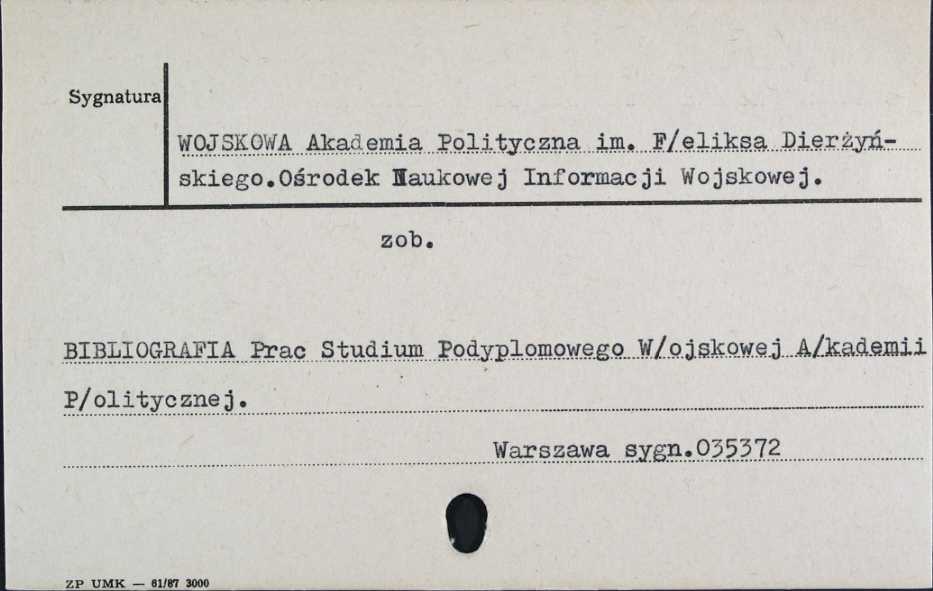 Sygnatura
WOJSKOWA Akademia Polityczna im. F/eliksa Dierżyń-
skiego.Ośrodek Naukowej Informacji Wojskowej.
zob.
BIBLIOGRAFIA Prac Studium Podyplomowego W/ojskowej A/kademii
P/olitycznej.
Warszawa sygn.035372
ZP UMK — 61/87 3000